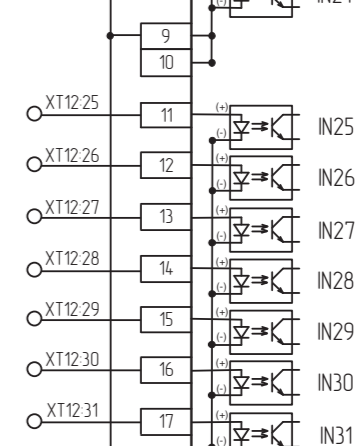 (-) IN24
9
10
XT12:25 11 (+) (-) IN25
XT12:26 12 (+) (-) IN26
XT12:27 13 (+) (-) IN27
XT12:28 14 (+) (-) IN28
XT12:29 15 (+) (-) IN29
XT12:30 16 (+) (-) IN30
XT12:31 17 (+) (-) IN31